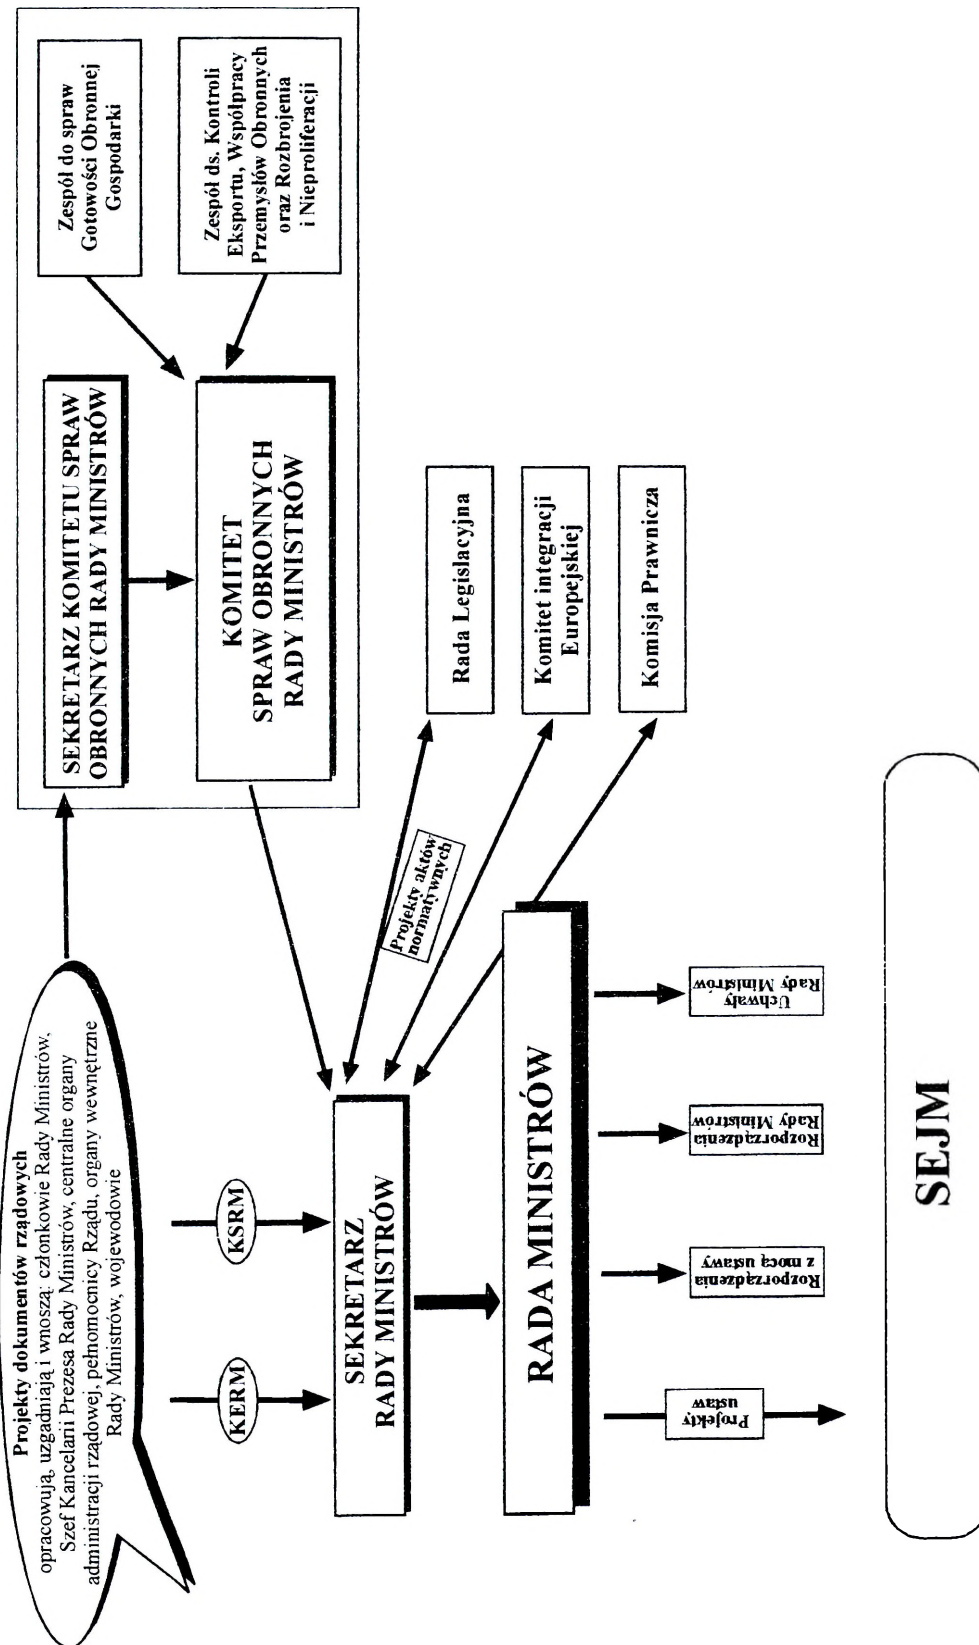 Projekty dokumentów rządowych
opracowują, uzgadniają i wnoszą: członkowie Rady Ministrów,
Szef Kancelarii Prezesa Rady Ministrów, centralne organy
administracji rządowej, pełnomocnicy Rządu, organy wewnętrzne
Rady Ministrów, wojewodowie
SEKRETARZ KOMITETU SPRAW
OBRONNYCH RADY MINISTRÓW
Zespół do spraw
Gotowości Obronnej
Gospodarki
Zespół ds. Kontroli
Eksportu, Współpracy
Przemysłów Obronnych
oraz Rozbrojenia
i Nieproliferacji
KOMITET
SPRAW OBRONNYCH
RADY MINISTRÓW
KERM
KSRM
SEKRETARZ
RADY MINISTRÓW
Projekty aktów
normatywnych
Rada Legislacyjna
Komitet integracji
Europejskiej
Komisja Prawnicza
RADA MINISTRÓW
Projekty
ustaw
Rozporządzenia
z mocą ustawy
Rozporządzenia
Rady Ministrów
Uchwały
Rady Ministrów
SEJM